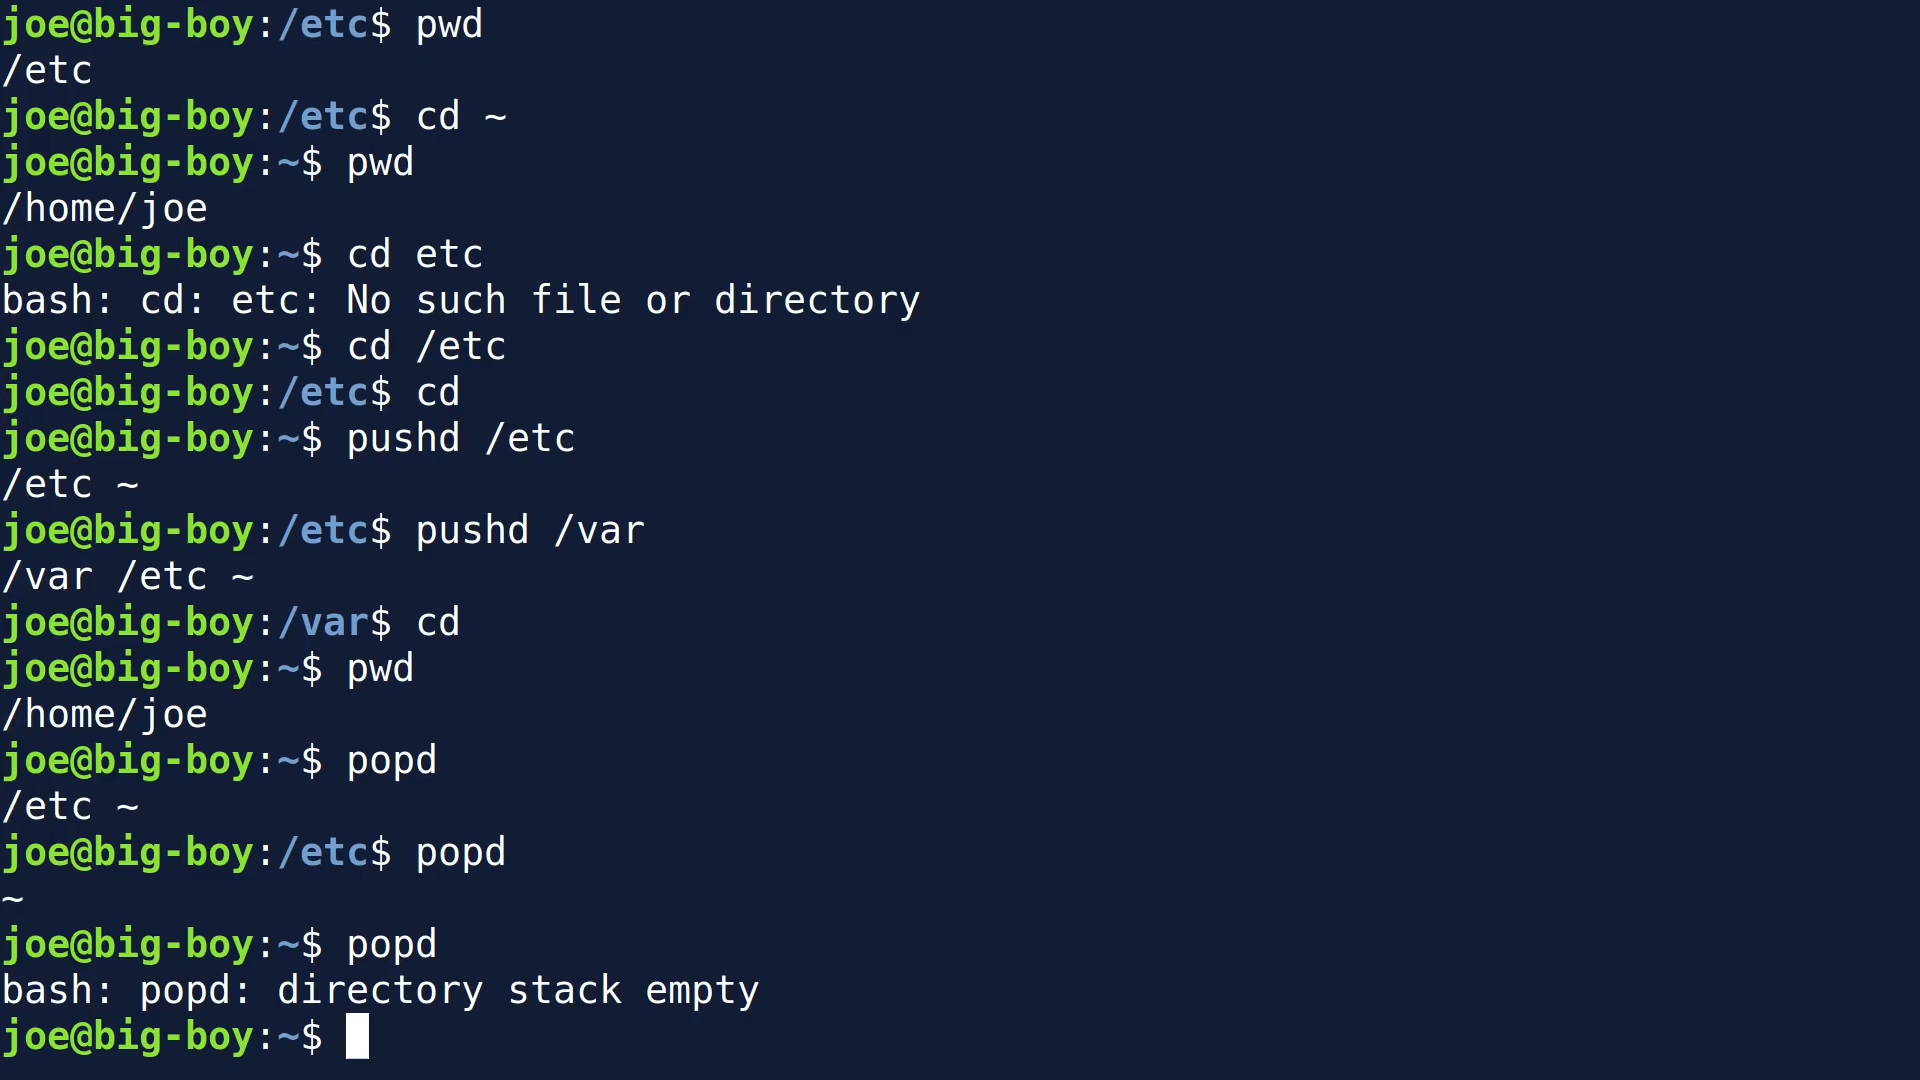 joe@big-boy:/etc$ pwd
/etc
joe@big-boy:/etc$ cd ~
joe@big-boy:~$ pwd
/home/joe
joe@big-boy:~$ cd etc
bash: cd: etc: No such file or directory
joe@big-boy:~$ cd /etc
joe@big-boy:/etc$ cd
joe@big-boy:~$ pushd /etc
/etc ~
joe@big-boy:/etc$ pushd /var
/var /etc ~
joe@big-boy:/var$ cd
joe@big-boy:~$ pwd
/home/joe
joe@big-boy:~$ popd
/etc ~
joe@big-boy:/etc$ popd
~
joe@big-boy:~$ popd
bash: popd: directory stack empty
joe@big-boy:~$